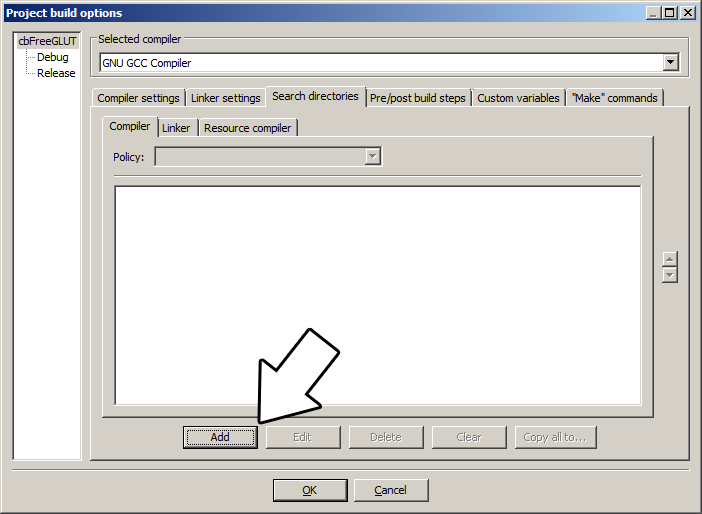 Project build options
cbFreeGLUT
Debug
Release
Selected compiler
GNU GCC Compiler
Compiler settings Linker settings Search directories Pre/post build steps Custom variables "Make" commands
Compiler Linker Resource compiler
Policy:
Add Edit Delete Clear Copy all to...
OK Cancel